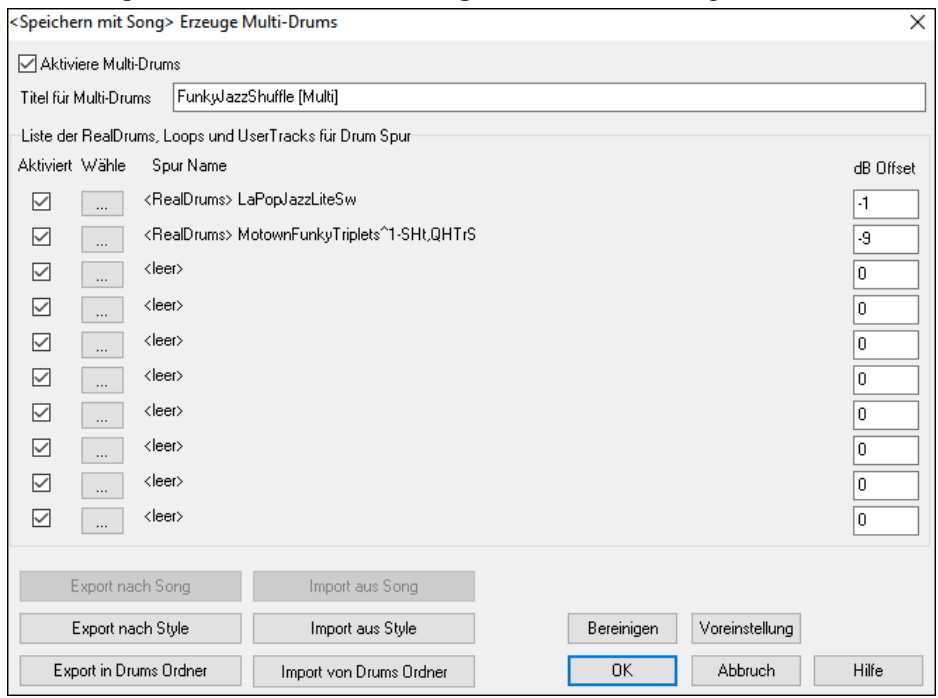 <Speichern mit Song> Erzeuge Multi-Drums
Aktiviere Multi-Drums
Titel für Multi-Drums FunkyJazzShuffle [Multi]
Liste der RealDrums, Loops und UserTracks für Drum Spur
Aktiviert Wähle Spur Name dB Offset
... <RealDrums> LaPopJazzLiteSw -1
... <RealDrums> MotownFunkyTriplets^1-SHt,QHTrS -9
... <leer> 0
... <leer> 0
... <leer> 0
... <leer> 0
... <leer> 0
... <leer> 0
... <leer> 0
... <leer> 0
Export nach Song Import aus Song
Export nach Style Import aus Style Bereinigen Voreinstellung
Export in Drums Ordner Import von Drums Ordner OK Abbruch Hilfe